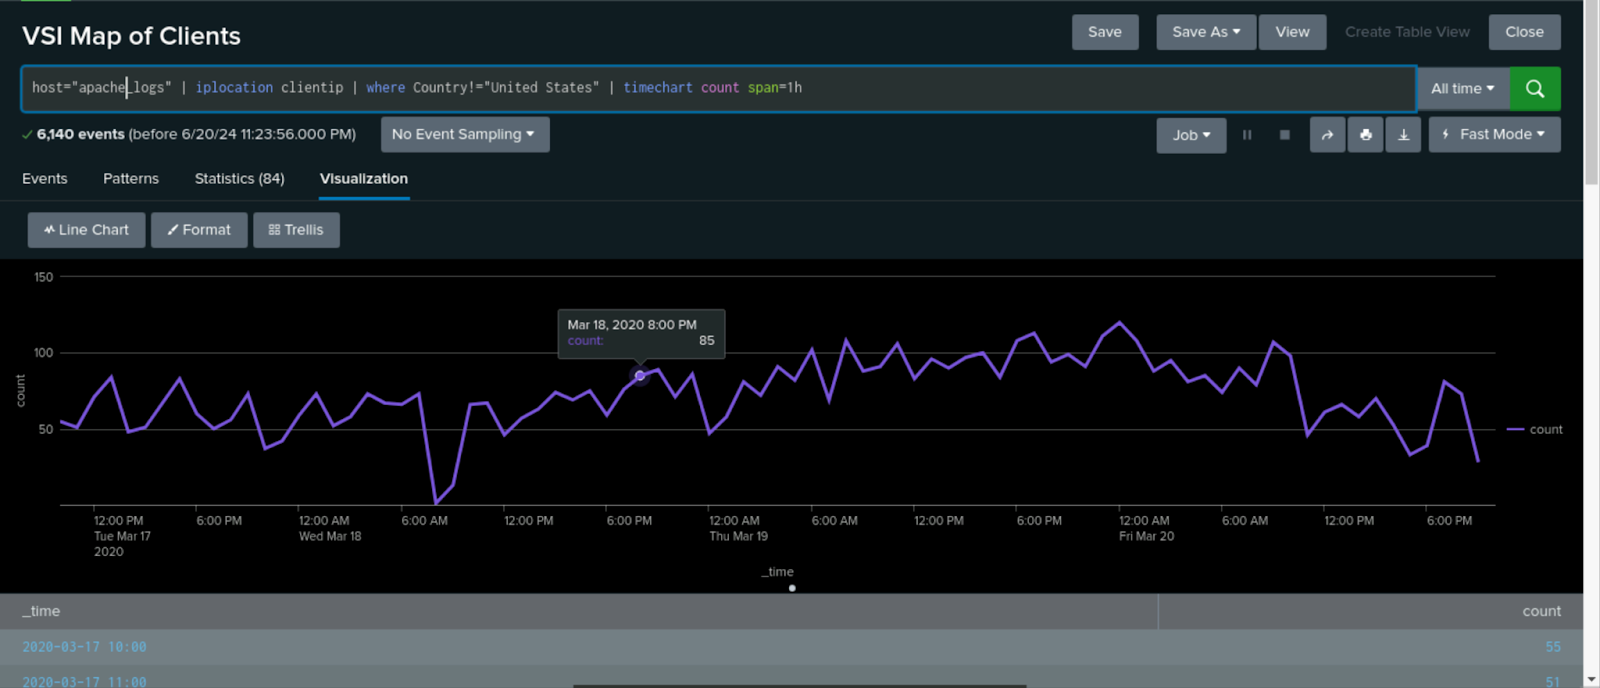 VSI Map of Clients
Save
Save As
View
Create Table View
Close
host="apache_logs" | iplocation clientip | where Country!="United States" | timechart count span=1h
All time
6,140 events (before 6/20/24 11:23:56.000 PM)
No Event Sampling
Job
Fast Mode
Events
Patterns
Statistics (84)
Visualization
Line Chart
Format
Trellis
150
100
50
count
Mar 18, 2020 8:00 PM
count: 85
count
12:00 PM
Tue Mar 17
2020
6:00 PM
12:00 AM
Wed Mar 18
6:00 AM
12:00 PM
6:00 PM
12:00 AM
Thu Mar 19
6:00 AM
12:00 PM
6:00 PM
12:00 AM
Fri Mar 20
6:00 AM
12:00 PM
6:00 PM
_time
_time count
2020-03-17 10:00 55
2020-03-17 11:00 51